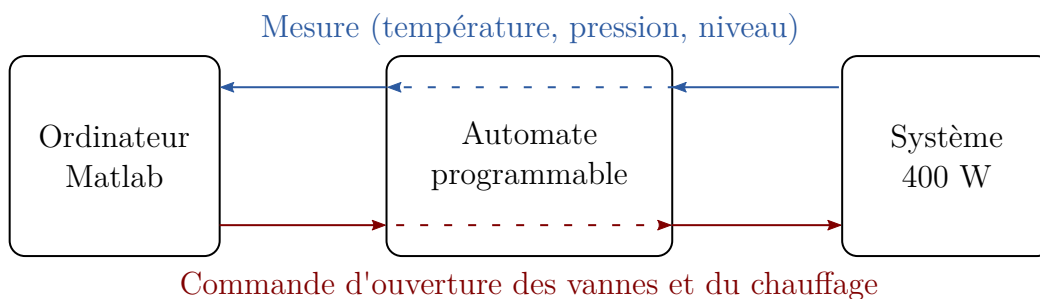 Mesure (température, pression, niveau)
Ordinateur
Matlab
Automate
programmable
Système
400 W
Commande d'ouverture des vannes et du chauffage